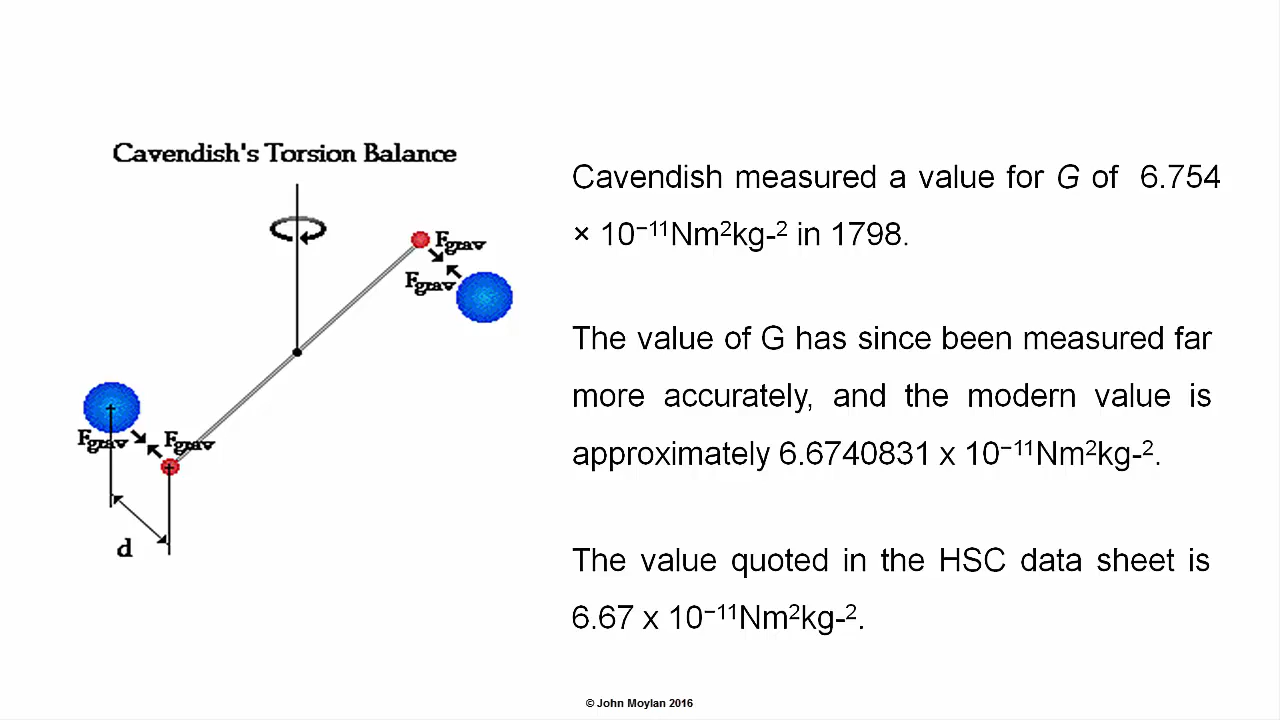 Cavendish's Torsion Balance
Fgrav
Fgrav
Fgrav
Fgrav
d
Cavendish measured a value for G of 6.754
× 10⁻¹¹Nm²kg-² in 1798.
The value of G has since been measured far
more accurately, and the modern value is
approximately 6.6740831 x 10⁻¹¹Nm²kg-².
The value quoted in the HSC data sheet is
6.67 x 10⁻¹¹Nm²kg-².
© John Moylan 2016